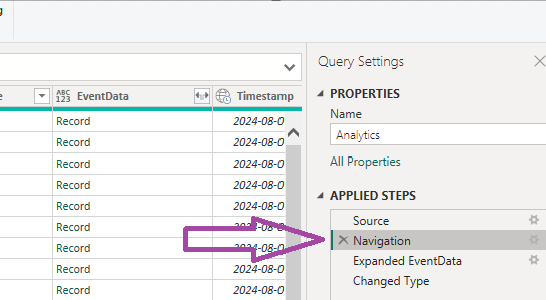 Query Settings
e ABC 123 EventData Timestamp
Record 2024-08-0
Record 2024-08-0
Record 2024-08-0
Record 2024-08-0
Record 2024-08-0
Record 2024-08-0
Record 2024-08-0
Record 2024-08-0
Record 2024-08-0
PROPERTIES
Name
Analytics
All Properties
APPLIED STEPS
Source
Navigation
Expanded EventData
Changed Type